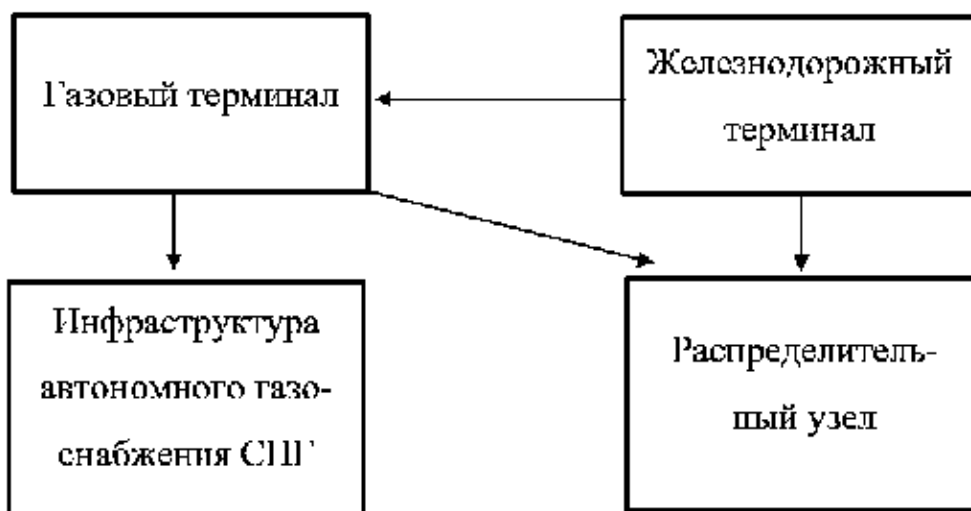 Газовый терминал
Железнодорожный
терминал
Инфраструктура
автономного газо-
снабжения СПГ
Распределитель-
ный узел